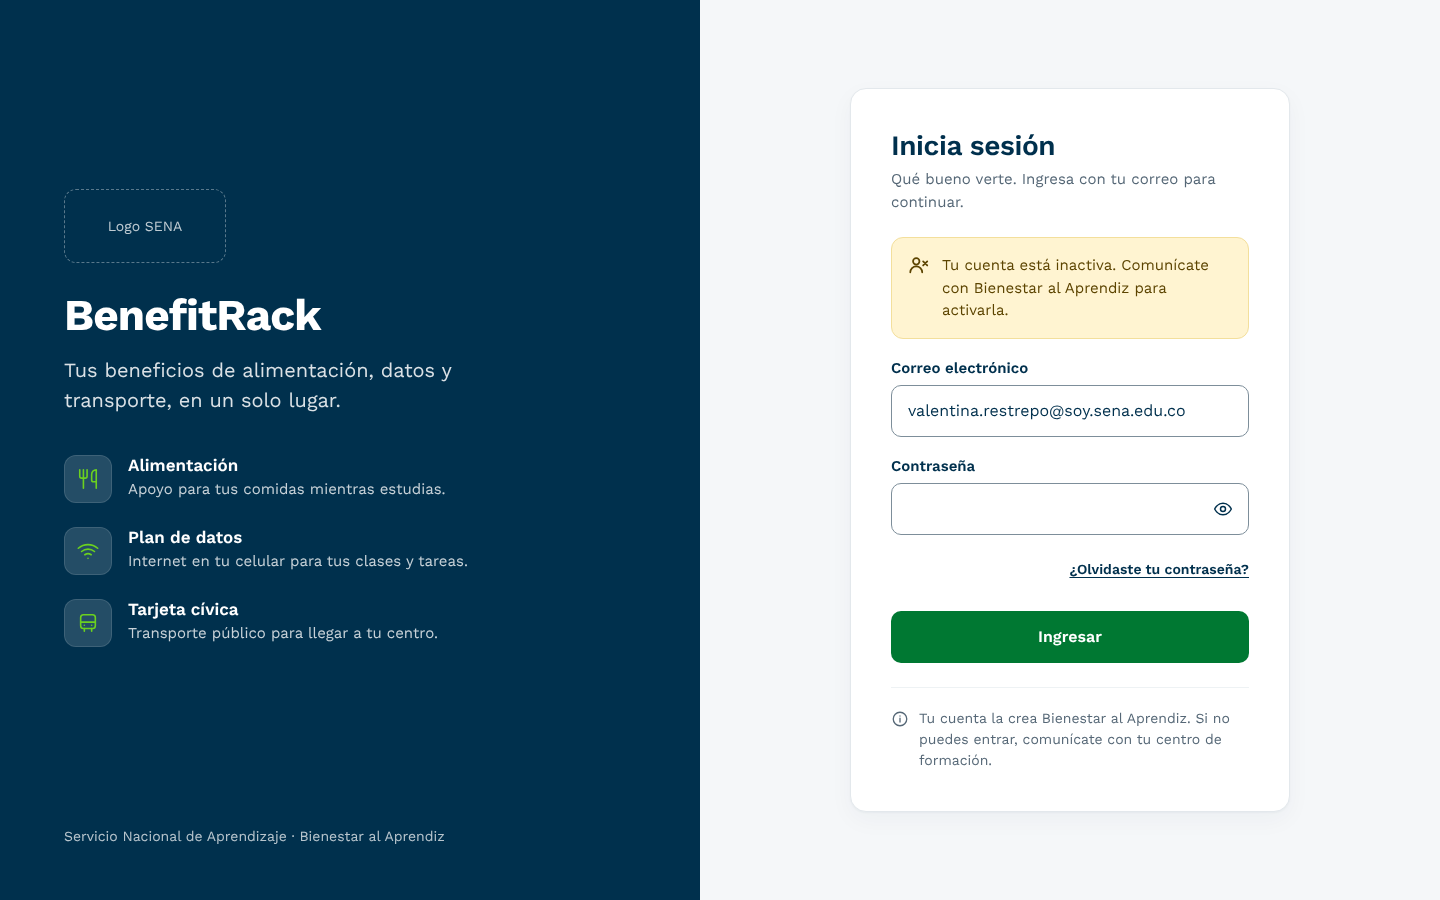 Logo SENA
BenefitRack
Tus beneficios de alimentación, datos y
transporte, en un solo lugar.
Alimentación
Apoyo para tus comidas mientras estudias.
Plan de datos
Internet en tu celular para tus clases y tareas.
Tarjeta cívica
Transporte público para llegar a tu centro.
Servicio Nacional de Aprendizaje · Bienestar al Aprendiz
Inicia sesión
Qué bueno verte. Ingresa con tu correo para
continuar.
Tu cuenta está inactiva. Comunícate
con Bienestar al Aprendiz para
activarla.
Correo electrónico
valentina.restrepo@soy.sena.edu.co
Contraseña
¿Olvidaste tu contraseña?
Ingresar
Tu cuenta la crea Bienestar al Aprendiz. Si no
puedes entrar, comunícate con tu centro de
formación.